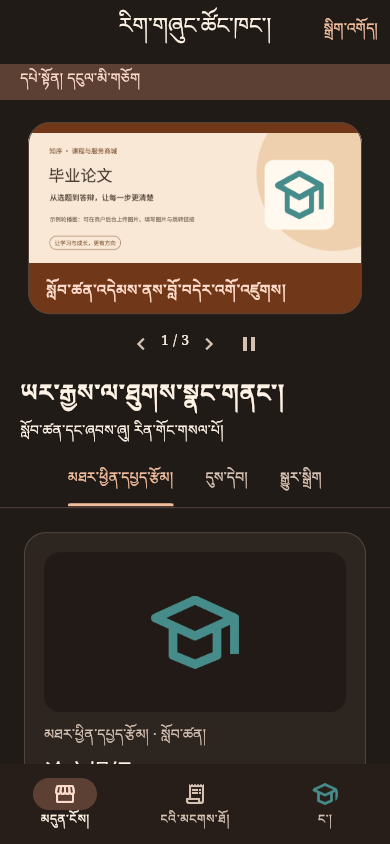 རིག་གཞུང་ཚོང་ཁང་།
སྒྲིག་འགོད།
དཔེ་སྟོན། དངུལ་མི་གཅོག
知序 · 课程与服务商城
毕业论文
从选题到答辩，让每一步更清楚
示例轮播图：可在商户后台上传图片、填写图片与跳转链接
让学习与成长，更有方向
སློབ་ཚན་འདེམས་ནས་བློ་བདེར་འགོ་འཛུགས།
1 / 3
ཡར་རྒྱས་ལ་ཐུགས་སྣང་གནང་།
སློབ་ཚན་དང་ཞབས་ཞུ། རིན་གོང་གསལ་པོ།
མཐར་ཕྱིན་དཔྱད་རྩོམ།
དུས་དེབ།
སྒྱུར་སྒྲིག
མཐར་ཕྱིན་དཔྱད་རྩོམ། · སློབ་ཚན།
མདུན་ངོས།
ངའི་མངགས་ཐོ།
ང་།